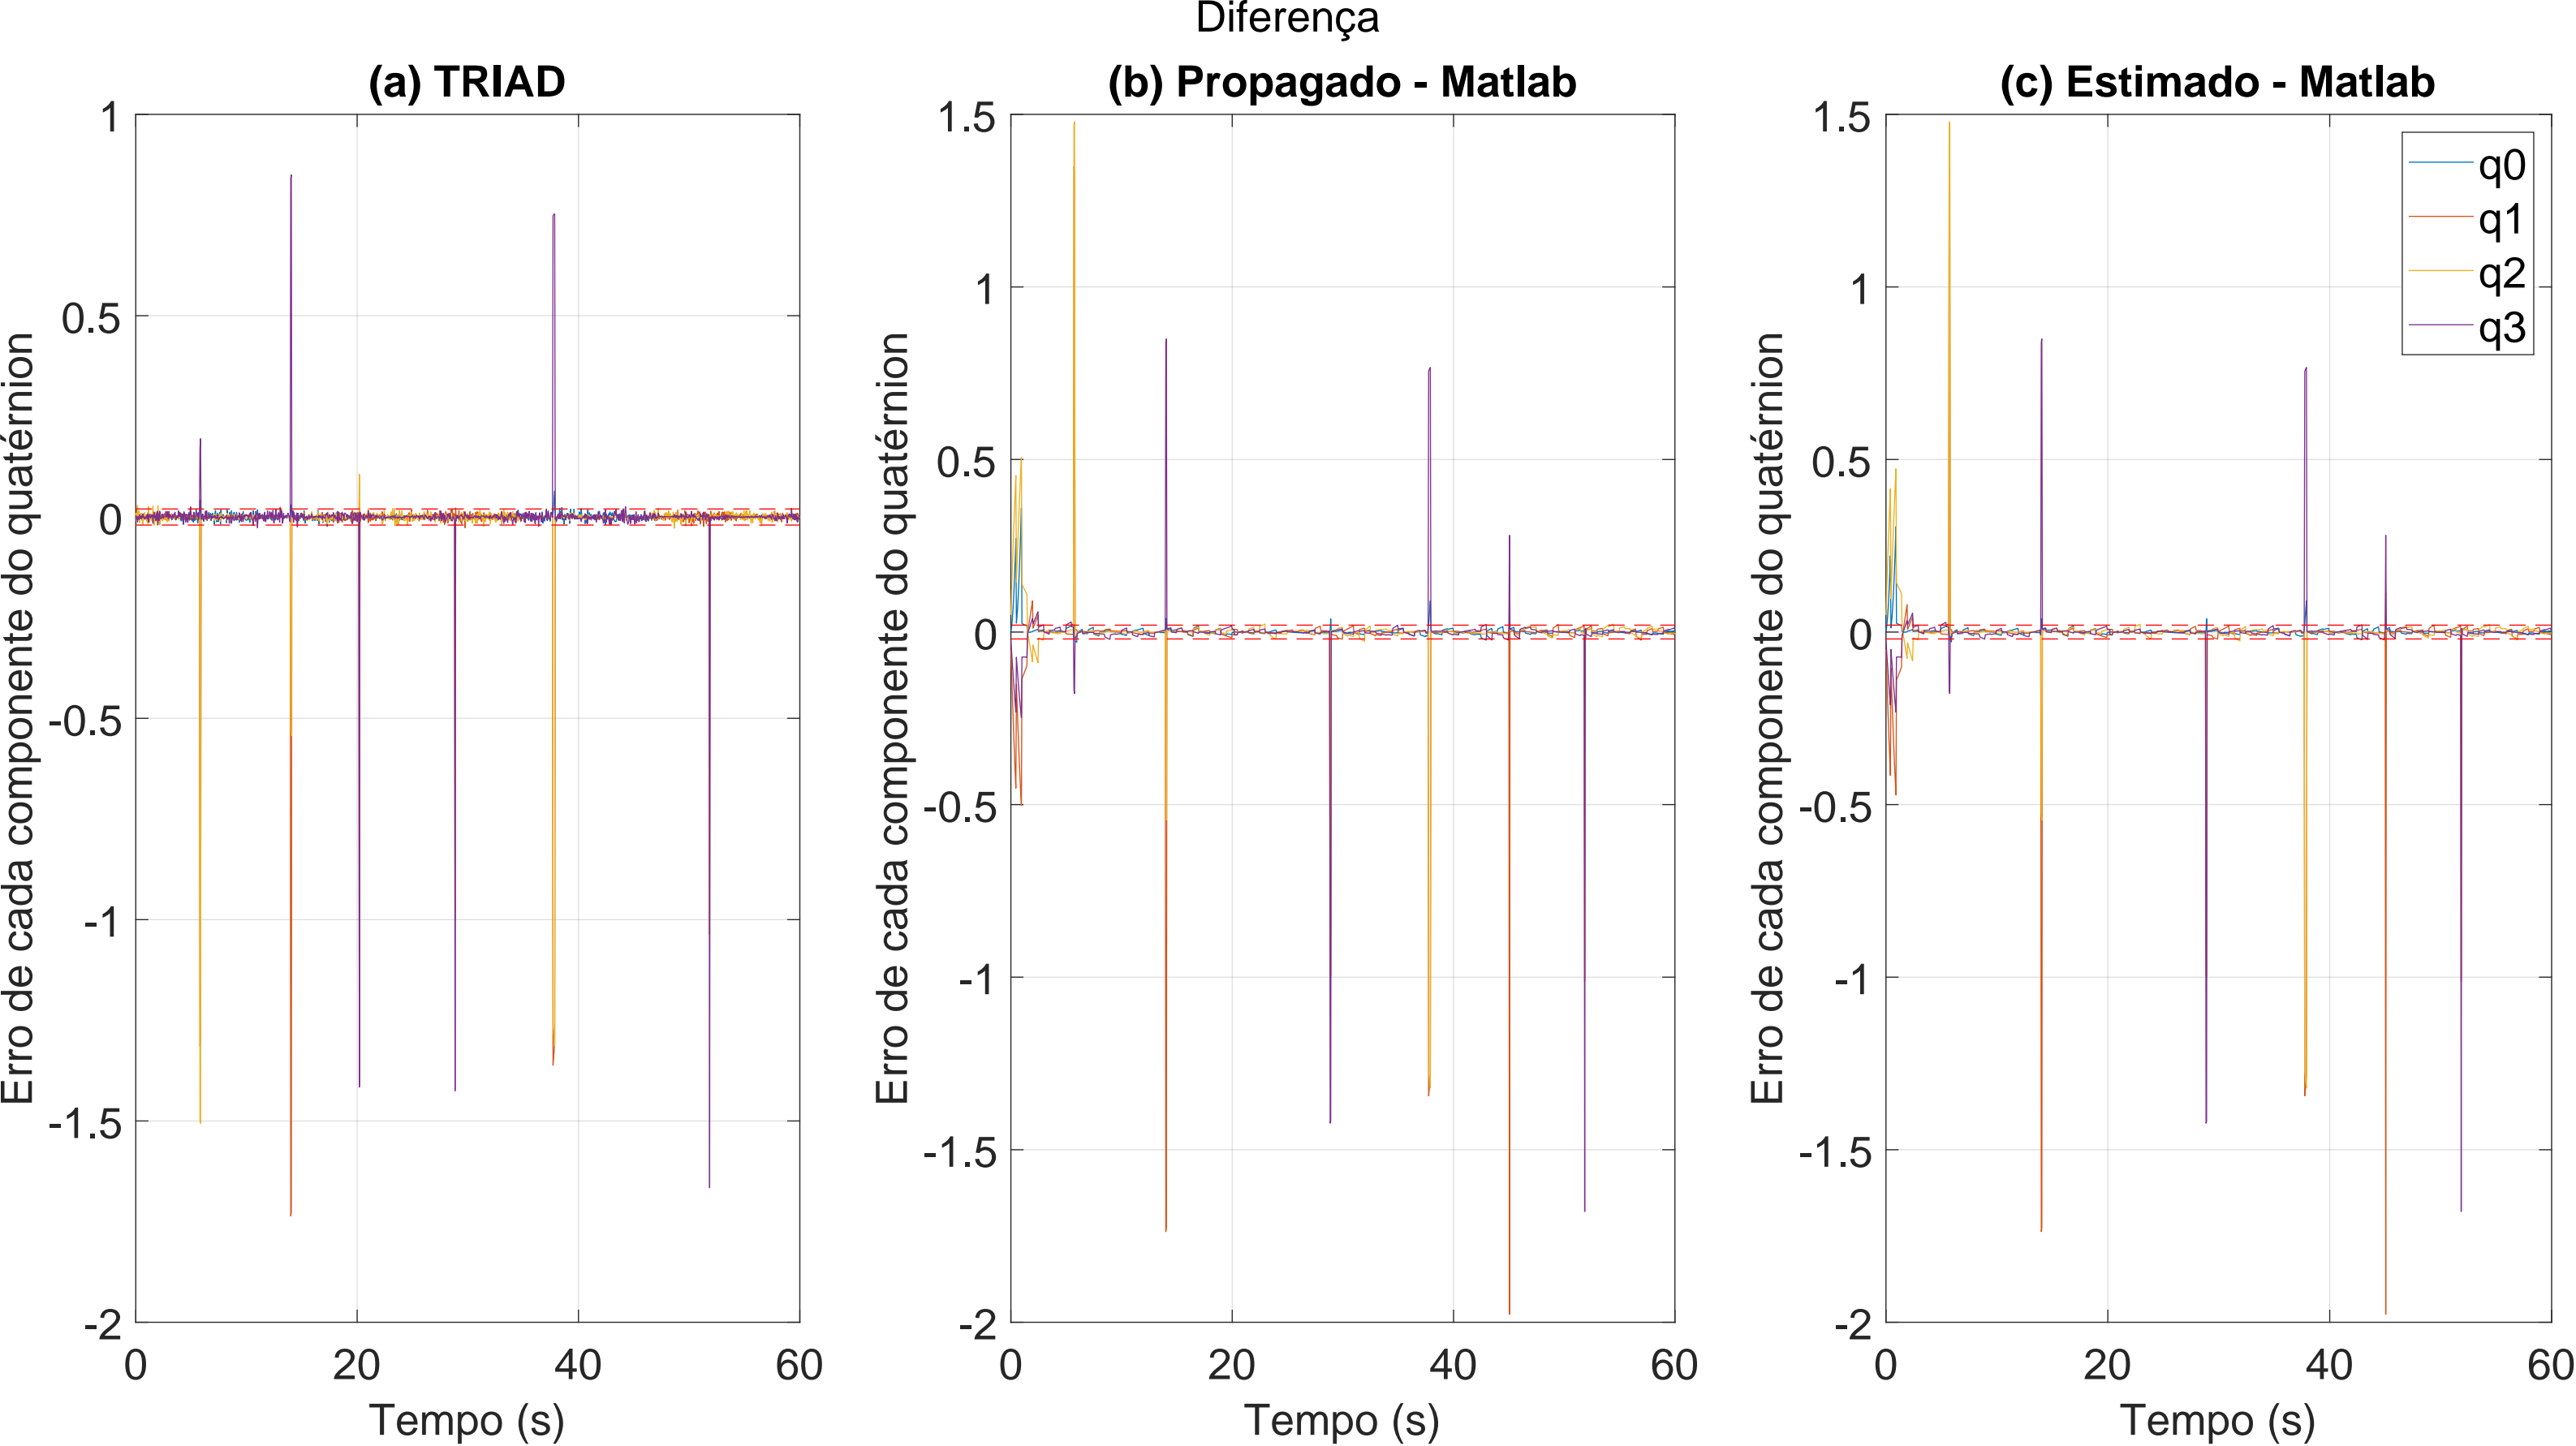 Diferença
(a) TRIAD
Erro de cada componente do quatérnion
1
0.5
0
-0.5
-1
-1.5
-2
0 20 40 60
Tempo (s)
(b) Propagado - Matlab
Erro de cada componente do quatérnion
1.5
1
0.5
0
-0.5
-1
-1.5
-2
0 20 40 60
Tempo (s)
(c) Estimado - Matlab
Erro de cada componente do quatérnion
1.5
1
0.5
0
-0.5
-1
-1.5
-2
0 20 40 60
Tempo (s)
q0
q1
q2
q3